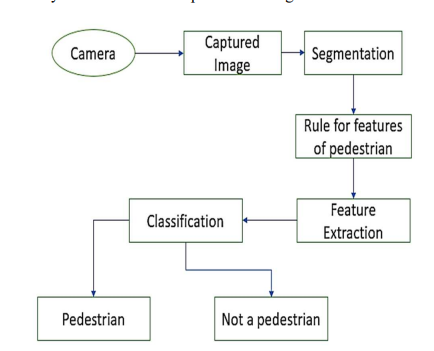 Camera
Captured
Image
Segmentation
Rule for features
of pedestrian
Feature
Extraction
Classification
Pedestrian
Not a pedestrian